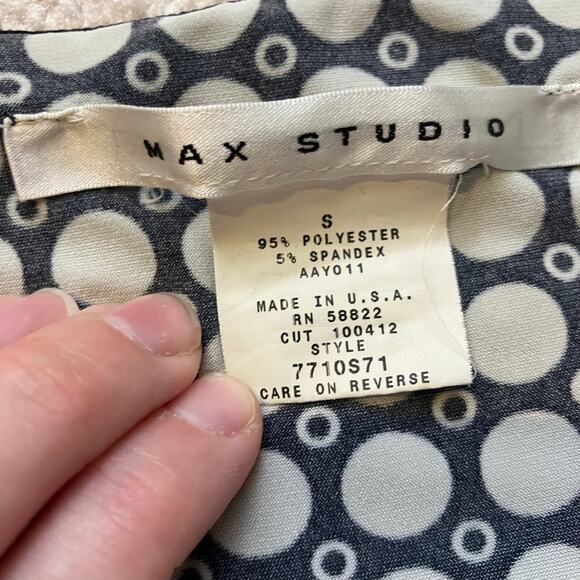 MAX STUDIO
S
95% POLYESTER
5% SPANDEX
AAY011
MADE IN U.S.A.
RN 58822
CUT 100412
STYLE
7710S71
CARE ON REVERSE